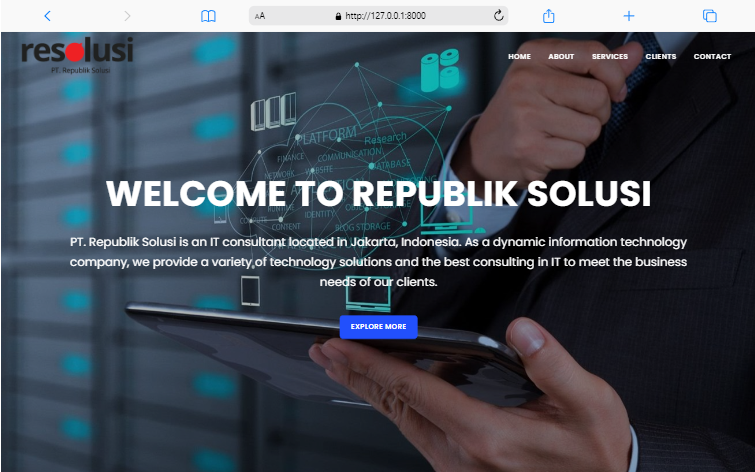 AA
http://127.0.0.1:8000
resolusi
PT. Republik Solusi
HOME
ABOUT
SERVICES
CLIENTS
CONTACT
PLATFORM
Research
FINANCE
COMMUNICATION
NETWORK
WEBSITE
DATABASE
WELCOME TO REPUBLIK SOLUSI
IDENTITY
COMPUTE
CONTENT
BLOG STORAGE
PT. Republik Solusi is an IT consultant located in Jakarta, Indonesia. As a dynamic information technology
company, we provide a variety of technology solutions and the best consulting in IT to meet the business
needs of our clients.
EXPLORE MORE